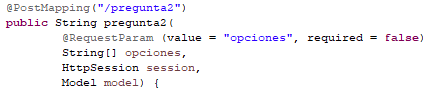 @PostMapping("/pregunta2")
public String pregunta2(
@RequestParam (value = "opciones", required = false)
String[] opciones,
HttpSession session,
Model model) {